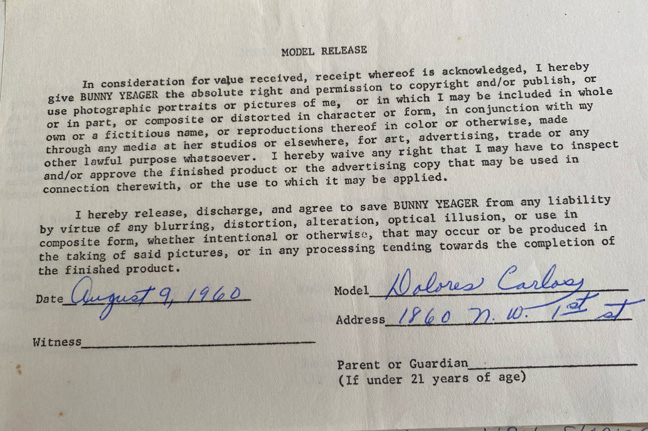 MODEL RELEASE
In consideration for value received, receipt whereof is acknowledged, I hereby
give BUNNY YEAGER the absolute right and permission to copyright and/or publish, or
use photographic portraits or pictures of me, or in which I may be included in whole
or in part, or composite or distorted in character or form, in conjunction with my
own or a fictitious name, or reproductions thereof in color or otherwise, made
through any media at her studios or elsewhere, for art, advertising, trade or any
other lawful purpose whatsoever. I hereby waive any right that I may have to inspect
and/or approve the finished product or the advertising copy that may be used in
connection therewith, or the use to which it may be applied.
I hereby release, discharge, and agree to save BUNNY YEAGER from any liability
by virtue of any blurring, distortion, alteration, optical illusion, or use in
composite form, whether intentional or otherwise, that may occur or be produced in
the taking of said pictures, or in any processing tending towards the completion of
the finished product.
Date August 9, 1960
Model Dolores Carlos
Address 1860 N.W. 1st st
Witness
Parent or Guardian
(If under 21 years of age)